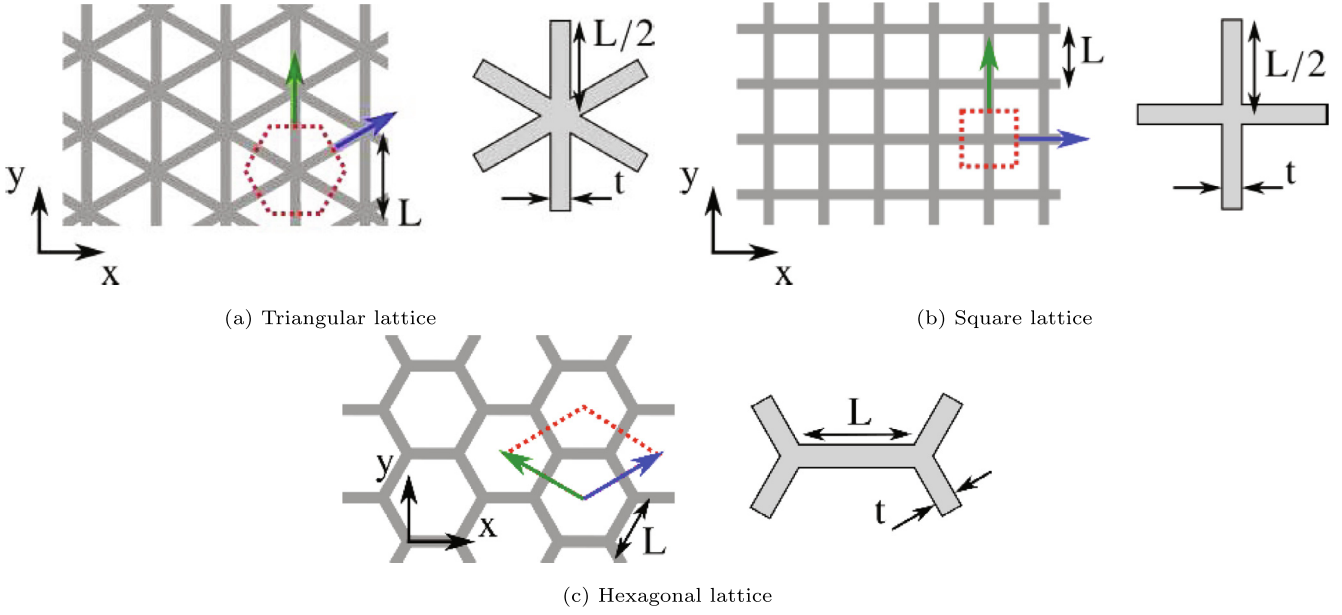 L/2
y
L
t
x
(a) Triangular lattice
L
L/2
y
t
x
(b) Square lattice
L
y
x
L
t
(c) Hexagonal lattice